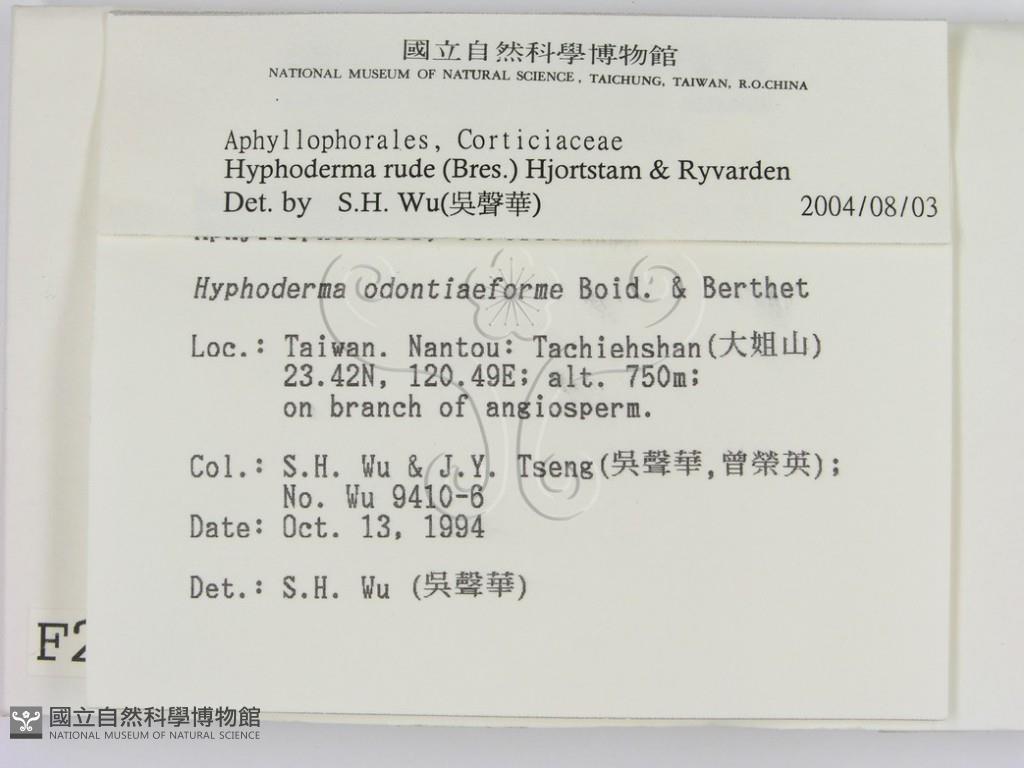 國立自然科學博物館
NATIONAL MUSEUM OF NATURAL SCIENCE, TAICHUNG, TAIWAN, R.O.CHINA
Aphyllophorales, Corticiaceae
Hyphoderma rude (Bres.) Hjortstam & Ryvarden
Det. by S.H. Wu(吳聲華) 2004/08/03
Hyphoderma odontiaeforme Boid. & Berthet
Loc.: Taiwan. Nantou: Tachiehshan(大姐山)
23.42N, 120.49E; alt. 750m;
on branch of angiosperm.
Col.: S.H. Wu & J.Y. Tseng(吳聲華,曾榮英);
No. Wu 9410-6
Date: Oct. 13, 1994
Det.: S.H. Wu (吳聲華)
F2
國立自然科學博物館
NATIONAL MUSEUM OF NATURAL SCIENCE